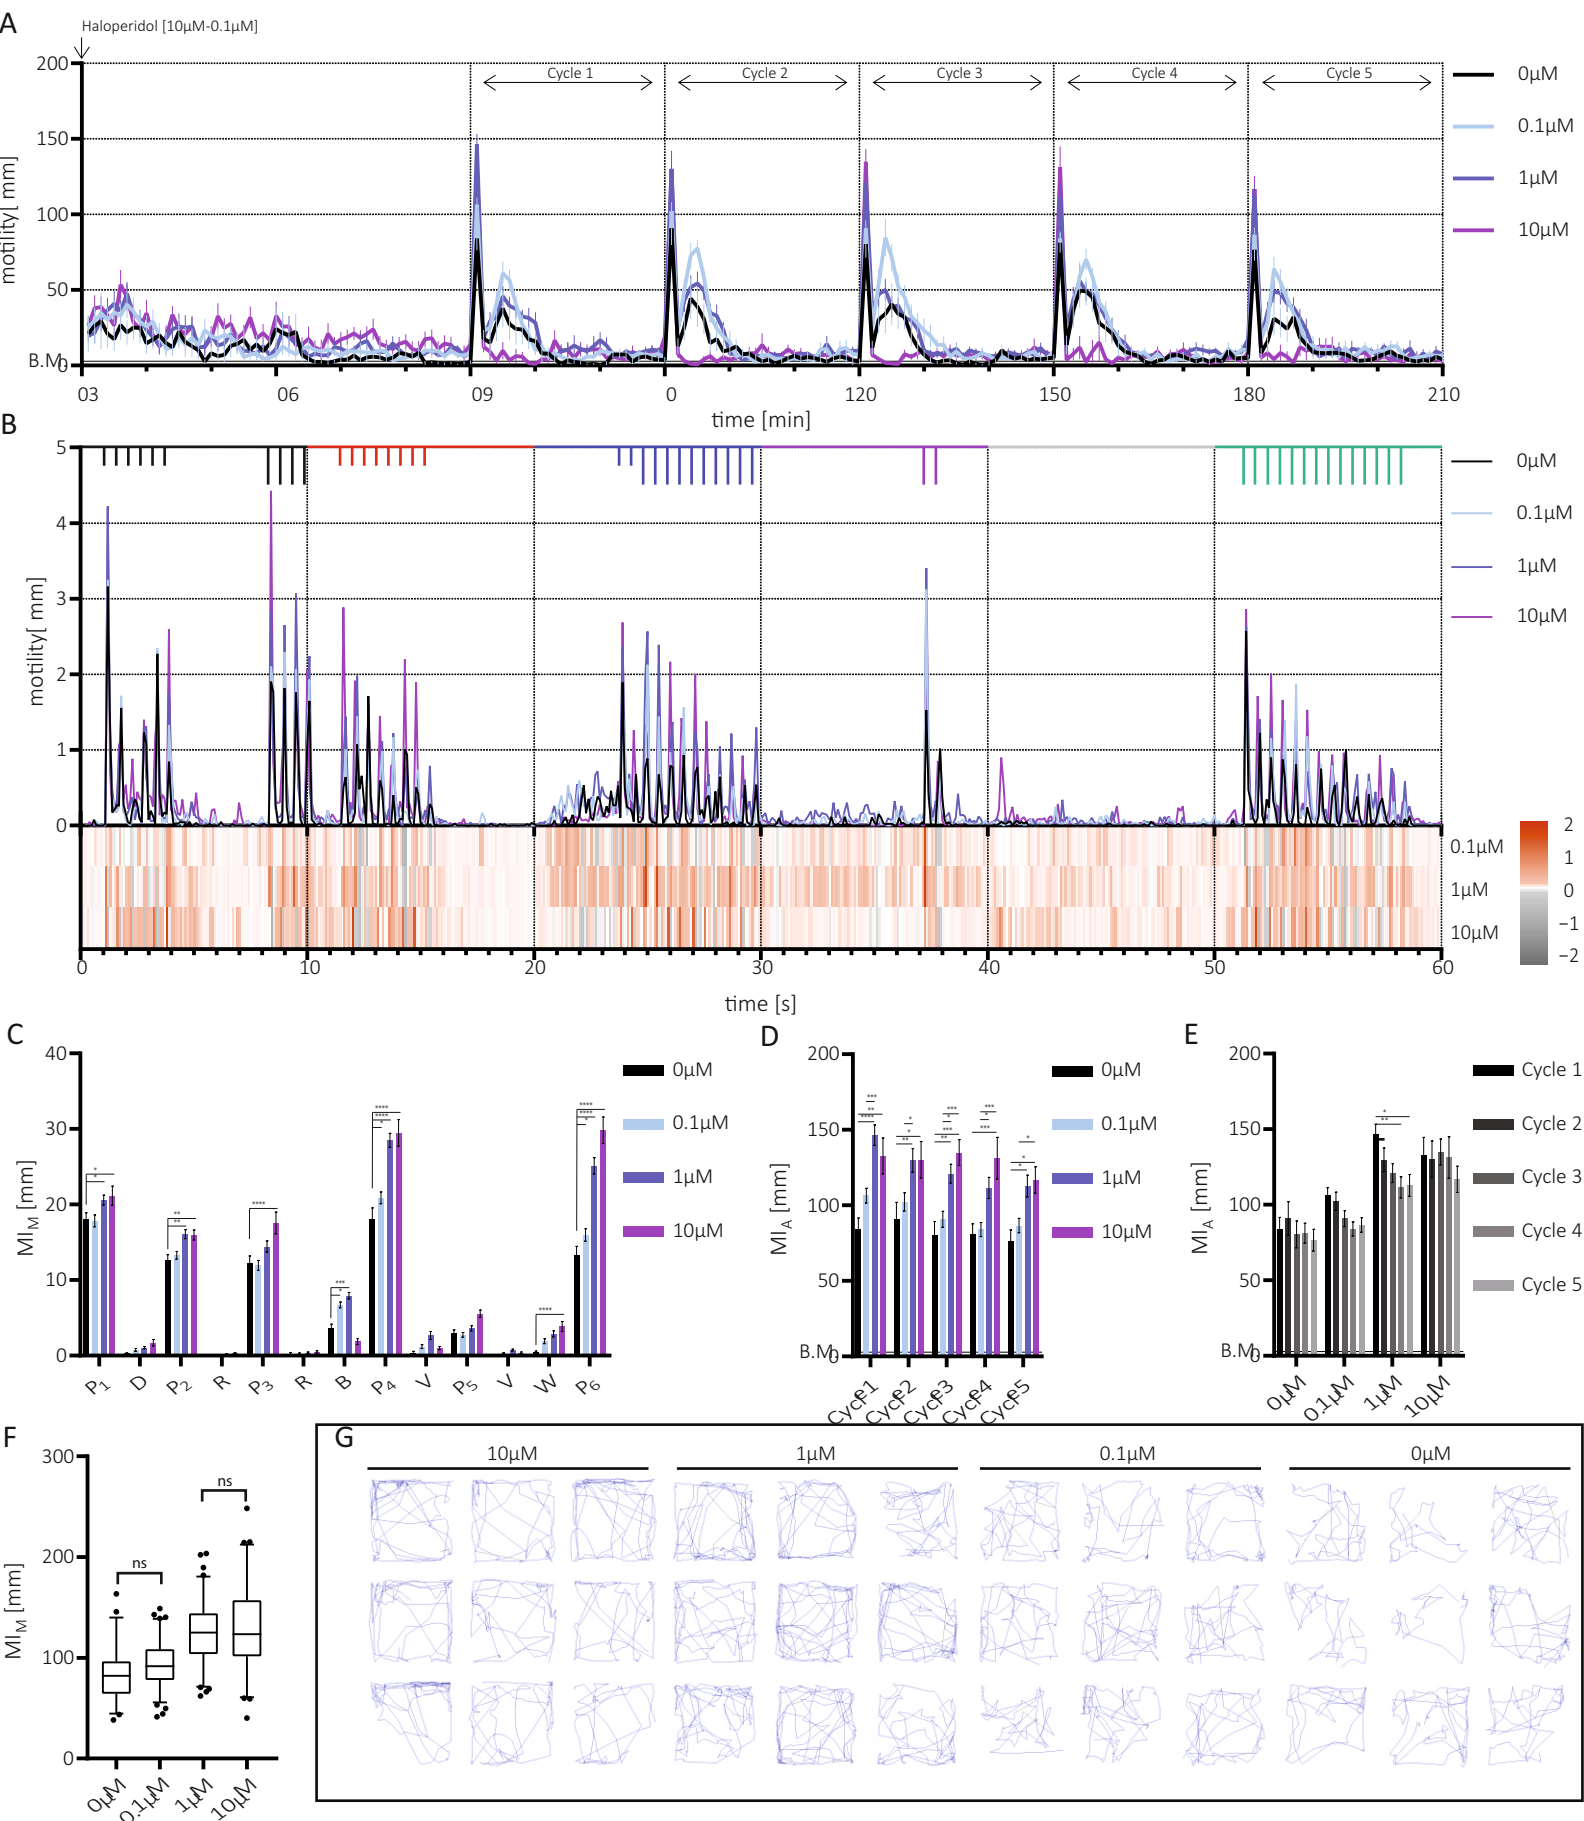 A
Haloperidol [10µM-0.1µM]
Cycle 1 Cycle 2 Cycle 3 Cycle 4 Cycle 5
200
150
100
50
B.M.
0
motility[ mm]
03 06 09 0 120 150 180 210
time [min]
0µM
0.1µM
1µM
10µM
B
5
4
3
2
1
0
motility[ mm]
0µM
0.1µM
1µM
10µM
0.1µM
1µM
10µM
2
1
0
−1
−2
0 10 20 30 40 50 60
time [s]
C
40
30
20
10
0
MI_M [mm]
* *
** **
****
*** *
**** **** *
****
**** **** *
P1 D P2 R P3 R B P4 V P5 V W P6
0µM
0.1µM
1µM
10µM
D
200
150
100
50
B.M.
0
MI_A [mm]
*** ** ****
* * **
*** * *** **
*** * ***
* * *
Cycle1 Cycle2 Cycle3 Cycle4 Cycle5
0µM
0.1µM
1µM
10µM
E
200
150
100
50
B.M.
0
MI_A [mm]
*
**
0µM 0.1µM 1µM 10µM
Cycle 1
Cycle 2
Cycle 3
Cycle 4
Cycle 5
F
300
200
100
0
MI_M [mm]
ns
ns
0µM 0.1µM 1µM 10µM
G
10µM 1µM 0.1µM 0µM